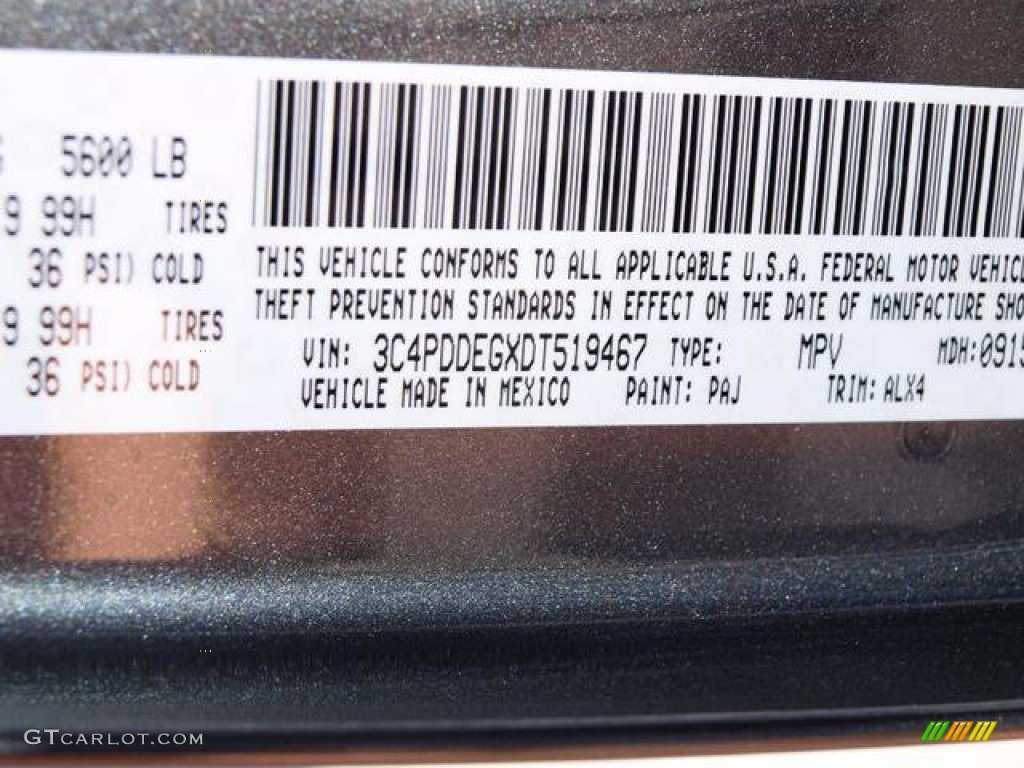 5600 LB
9 99H TIRES
36 PSI) COLD
9 99H TIRES
36 PSI) COLD
THIS VEHICLE CONFORMS TO ALL APPLICABLE U.S.A. FEDERAL MOTOR VEHICL
THEFT PREVENTION STANDARDS IN EFFECT ON THE DATE OF MANUFACTURE SHO
VIN: 3C4PDDEGXDT519467 TYPE: MPV MDH:0915
VEHICLE MADE IN MEXICO PAINT: PAJ TRIM: ALX4
GTCARLOT.COM